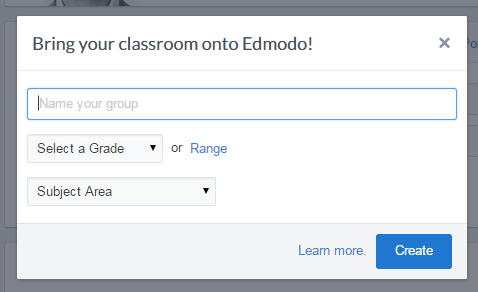 Bring your classroom onto Edmodo!
Name your group
Select a Grade or Range
Subject Area
Learn more. Create